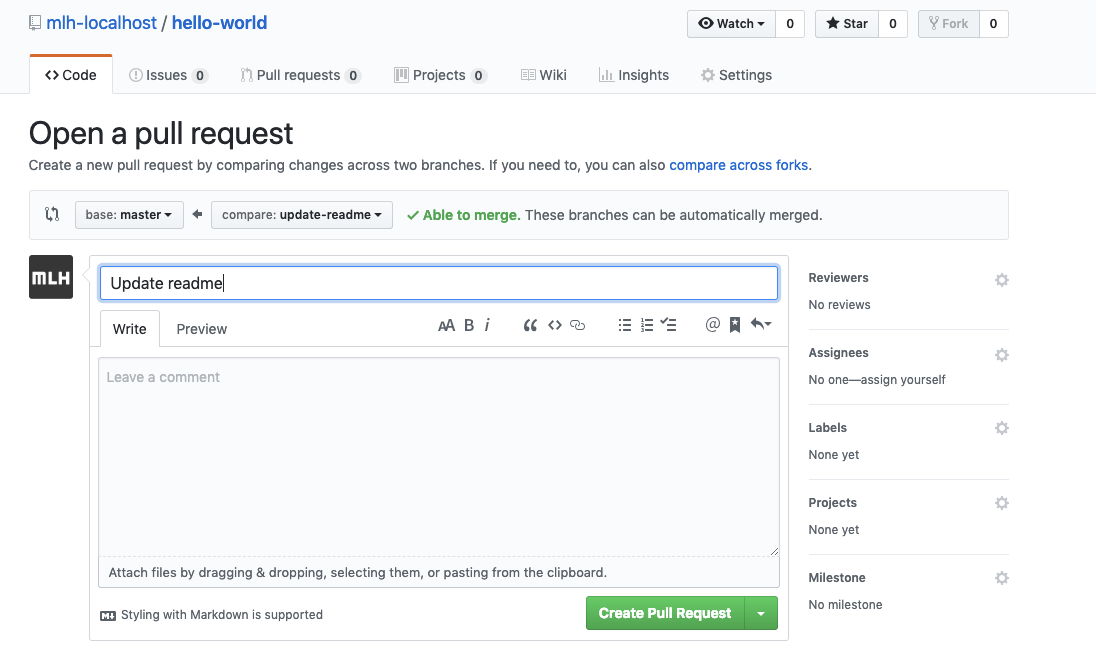 mlh-localhost / hello-world
Watch 0 Star 0 Fork 0
Code Issues 0 Pull requests 0 Projects 0 Wiki Insights Settings
Open a pull request
Create a new pull request by comparing changes across two branches. If you need to, you can also compare across forks.
base: master compare: update-readme Able to merge. These branches can be automatically merged.
MLH
Update readme
Write Preview AA B i @
Leave a comment
Attach files by dragging & dropping, selecting them, or pasting from the clipboard.
Styling with Markdown is supported
Create Pull Request
Reviewers
No reviews
Assignees
No one—assign yourself
Labels
None yet
Projects
None yet
Milestone
No milestone